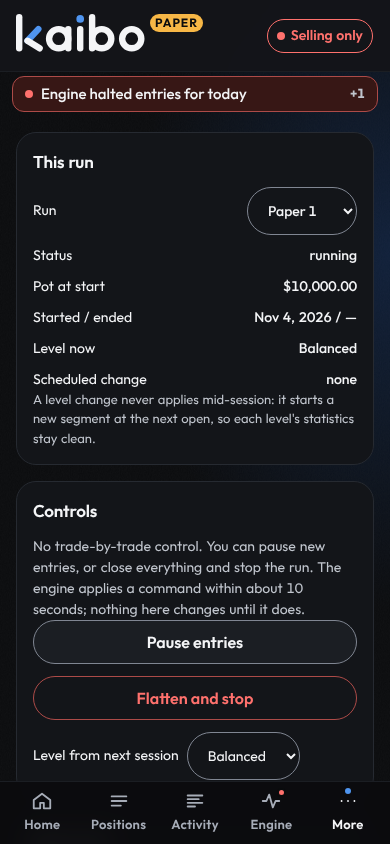 kaibo PAPER
Selling only
Engine halted entries for today +1
This run
Run Paper 1
Status running
Pot at start $10,000.00
Started / ended Nov 4, 2026 / —
Level now Balanced
Scheduled change none
A level change never applies mid-session: it starts a
new segment at the next open, so each level's statistics
stay clean.
Controls
No trade-by-trade control. You can pause new
entries, or close everything and stop the run. The
engine applies a command within about 10
seconds; nothing here changes until it does.
Pause entries
Flatten and stop
Level from next session Balanced
Home Positions Activity Engine More